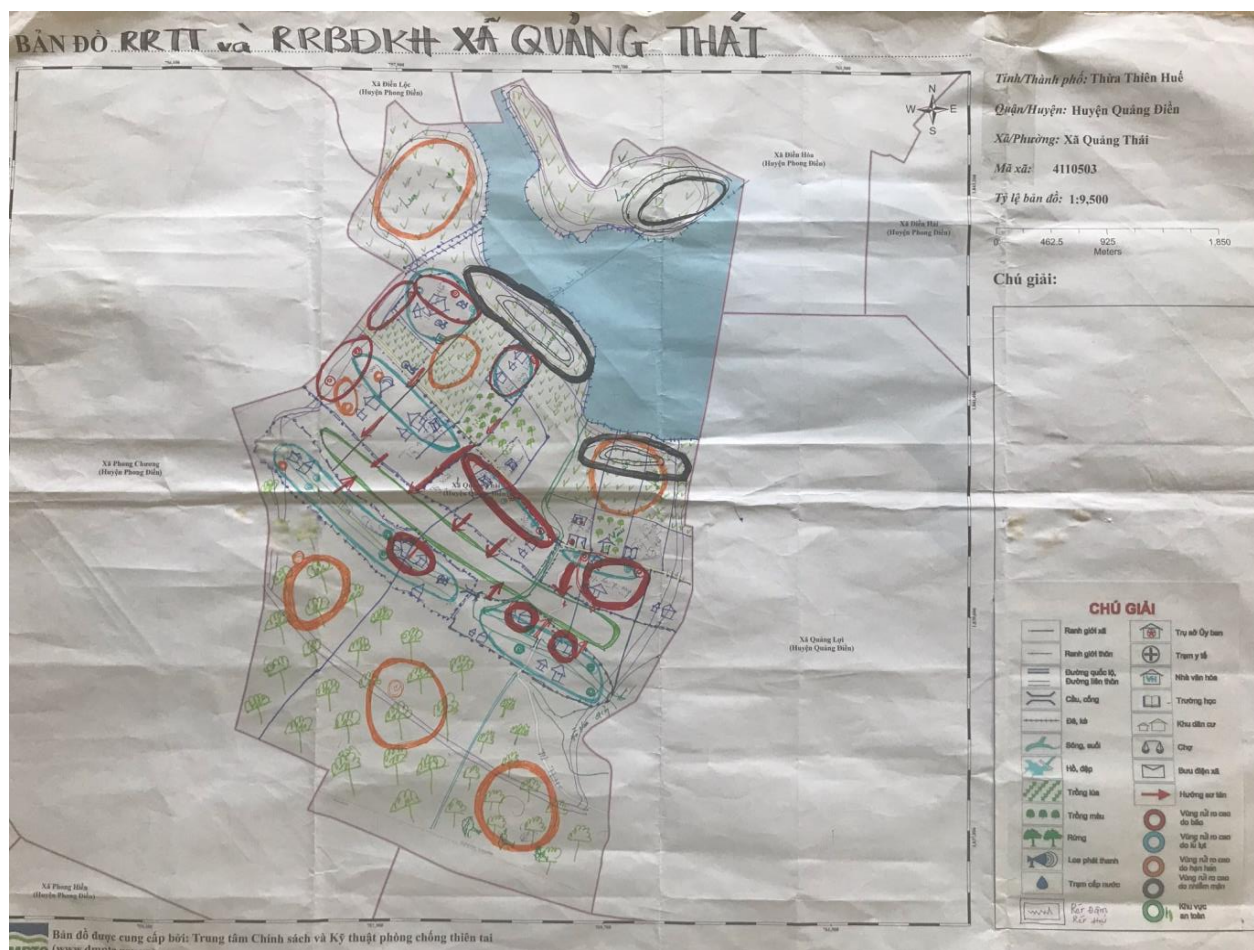 BẢN ĐỒ RRTT và RRBĐKH XÃ QUẢNG THÁI
Xã Điền Lộc
(Huyện Phong Điền)
Xã Điền Hòa
(Huyện Phong Điền)
Xã Điền Hải
(Huyện Phong Điền)
Xã Phong Chương
(Huyện Phong Điền)
Xã Quảng Lợi
(Huyện Quảng Điền)
Xã Phong Hiền
(Huyện Phong Điền)
N
W E
S
Tỉnh/Thành phố: Thừa Thiên Huế
Quận/Huyện: Huyện Quảng Điền
Xã/Phường: Xã Quảng Thái
Mã xã: 4110503
Tỷ lệ bản đồ: 1:9,500
0 462.5 925 1,850
Meters
Chú giải:
CHÚ GIẢI
Ranh giới xã
Ranh giới thôn
Đường quốc lộ,
Đường liên thôn
Cầu, cống
Đê, kè
Sông, suối
Hồ, đập
Trồng lúa
Trồng màu
Rừng
Loa phát thanh
Trạm cấp nước
Trụ sở Ủy ban
Trạm y tế
VH
Nhà văn hóa
Trường học
Khu dân cư
Chợ
Bưu điện xã
Hướng sơ tán
Vùng rủi ro cao
do bão
Vùng rủi ro cao
do lũ lụt
Vùng rủi ro cao
do hạn hán
Vùng rủi ro cao
do nhiễm mặn
Khu vực
an toàn
Bản đồ được cung cấp bởi: Trung tâm Chính sách và Kỹ thuật phòng chống thiên tai